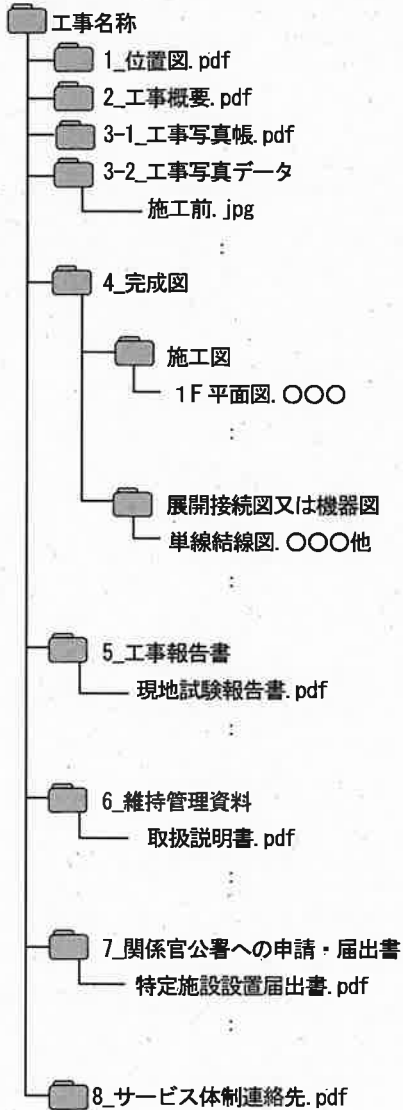 工事名称
1_位置図.pdf
2_工事概要.pdf
3-1_工事写真帳.pdf
3-2_工事写真データ
施工前.jpg
:
4_完成図
施工図
1F平面図.〇〇〇
:
展開接続図又は機器図
単線結線図.〇〇〇他
:
5_工事報告書
現地試験報告書.pdf
:
6_維持管理資料
取扱説明書.pdf
:
7_関係官公署への申請・届出書
特定施設設置届出書.pdf
:
8_サービス体制連絡先.pdf